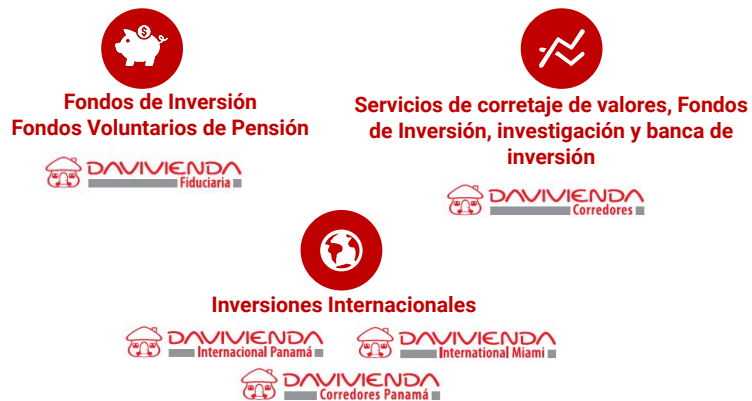 $
Fondos de Inversión
Fondos Voluntarios de Pensión
DAVIVIENDA
Fiduciaria
Servicios de corretaje de valores, Fondos
de Inversión, investigación y banca de
inversión
DAVIVIENDA
Corredores
Inversiones Internacionales
DAVIVIENDA
Internacional Panamá
DAVIVIENDA
International Miami
DAVIVIENDA
Corredores Panamá